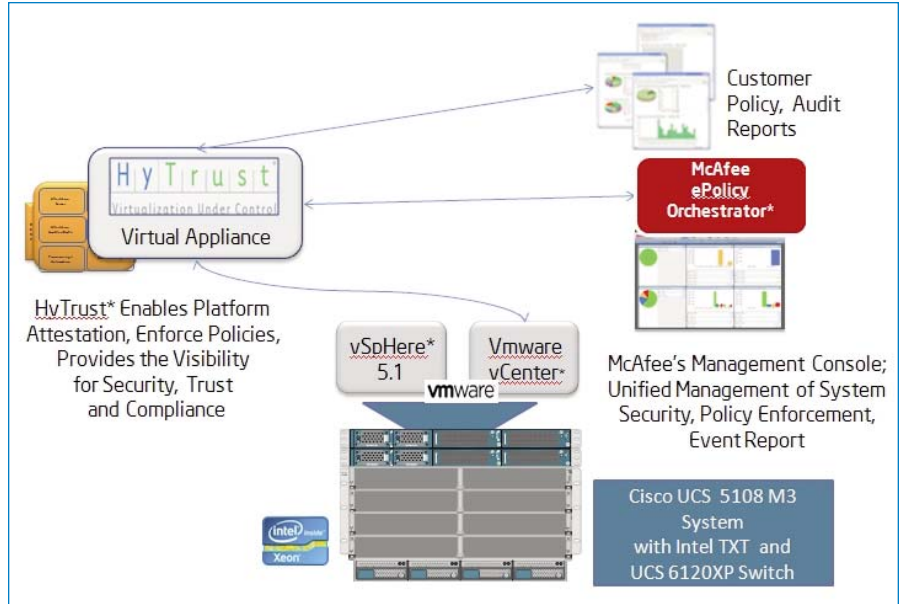 Customer
Policy, Audit
Reports
HyTrust
Virtualization Under Control
Virtual Appliance
McAfee
ePolicy
Orchestrator*
HyTrust* Enables Platform
Attestation, Enforce Policies,
Provides the Visibility
for Security, Trust
and Compliance
vSpHere*
5.1
Vmware
vCenter*
vmware
McAfee's Management Console;
Unified Management of System
Security, Policy Enforcement,
Event Report
intel inside
Xeon
Cisco UCS 5108 M3
System
with Intel TXT and
UCS 6120XP Switch